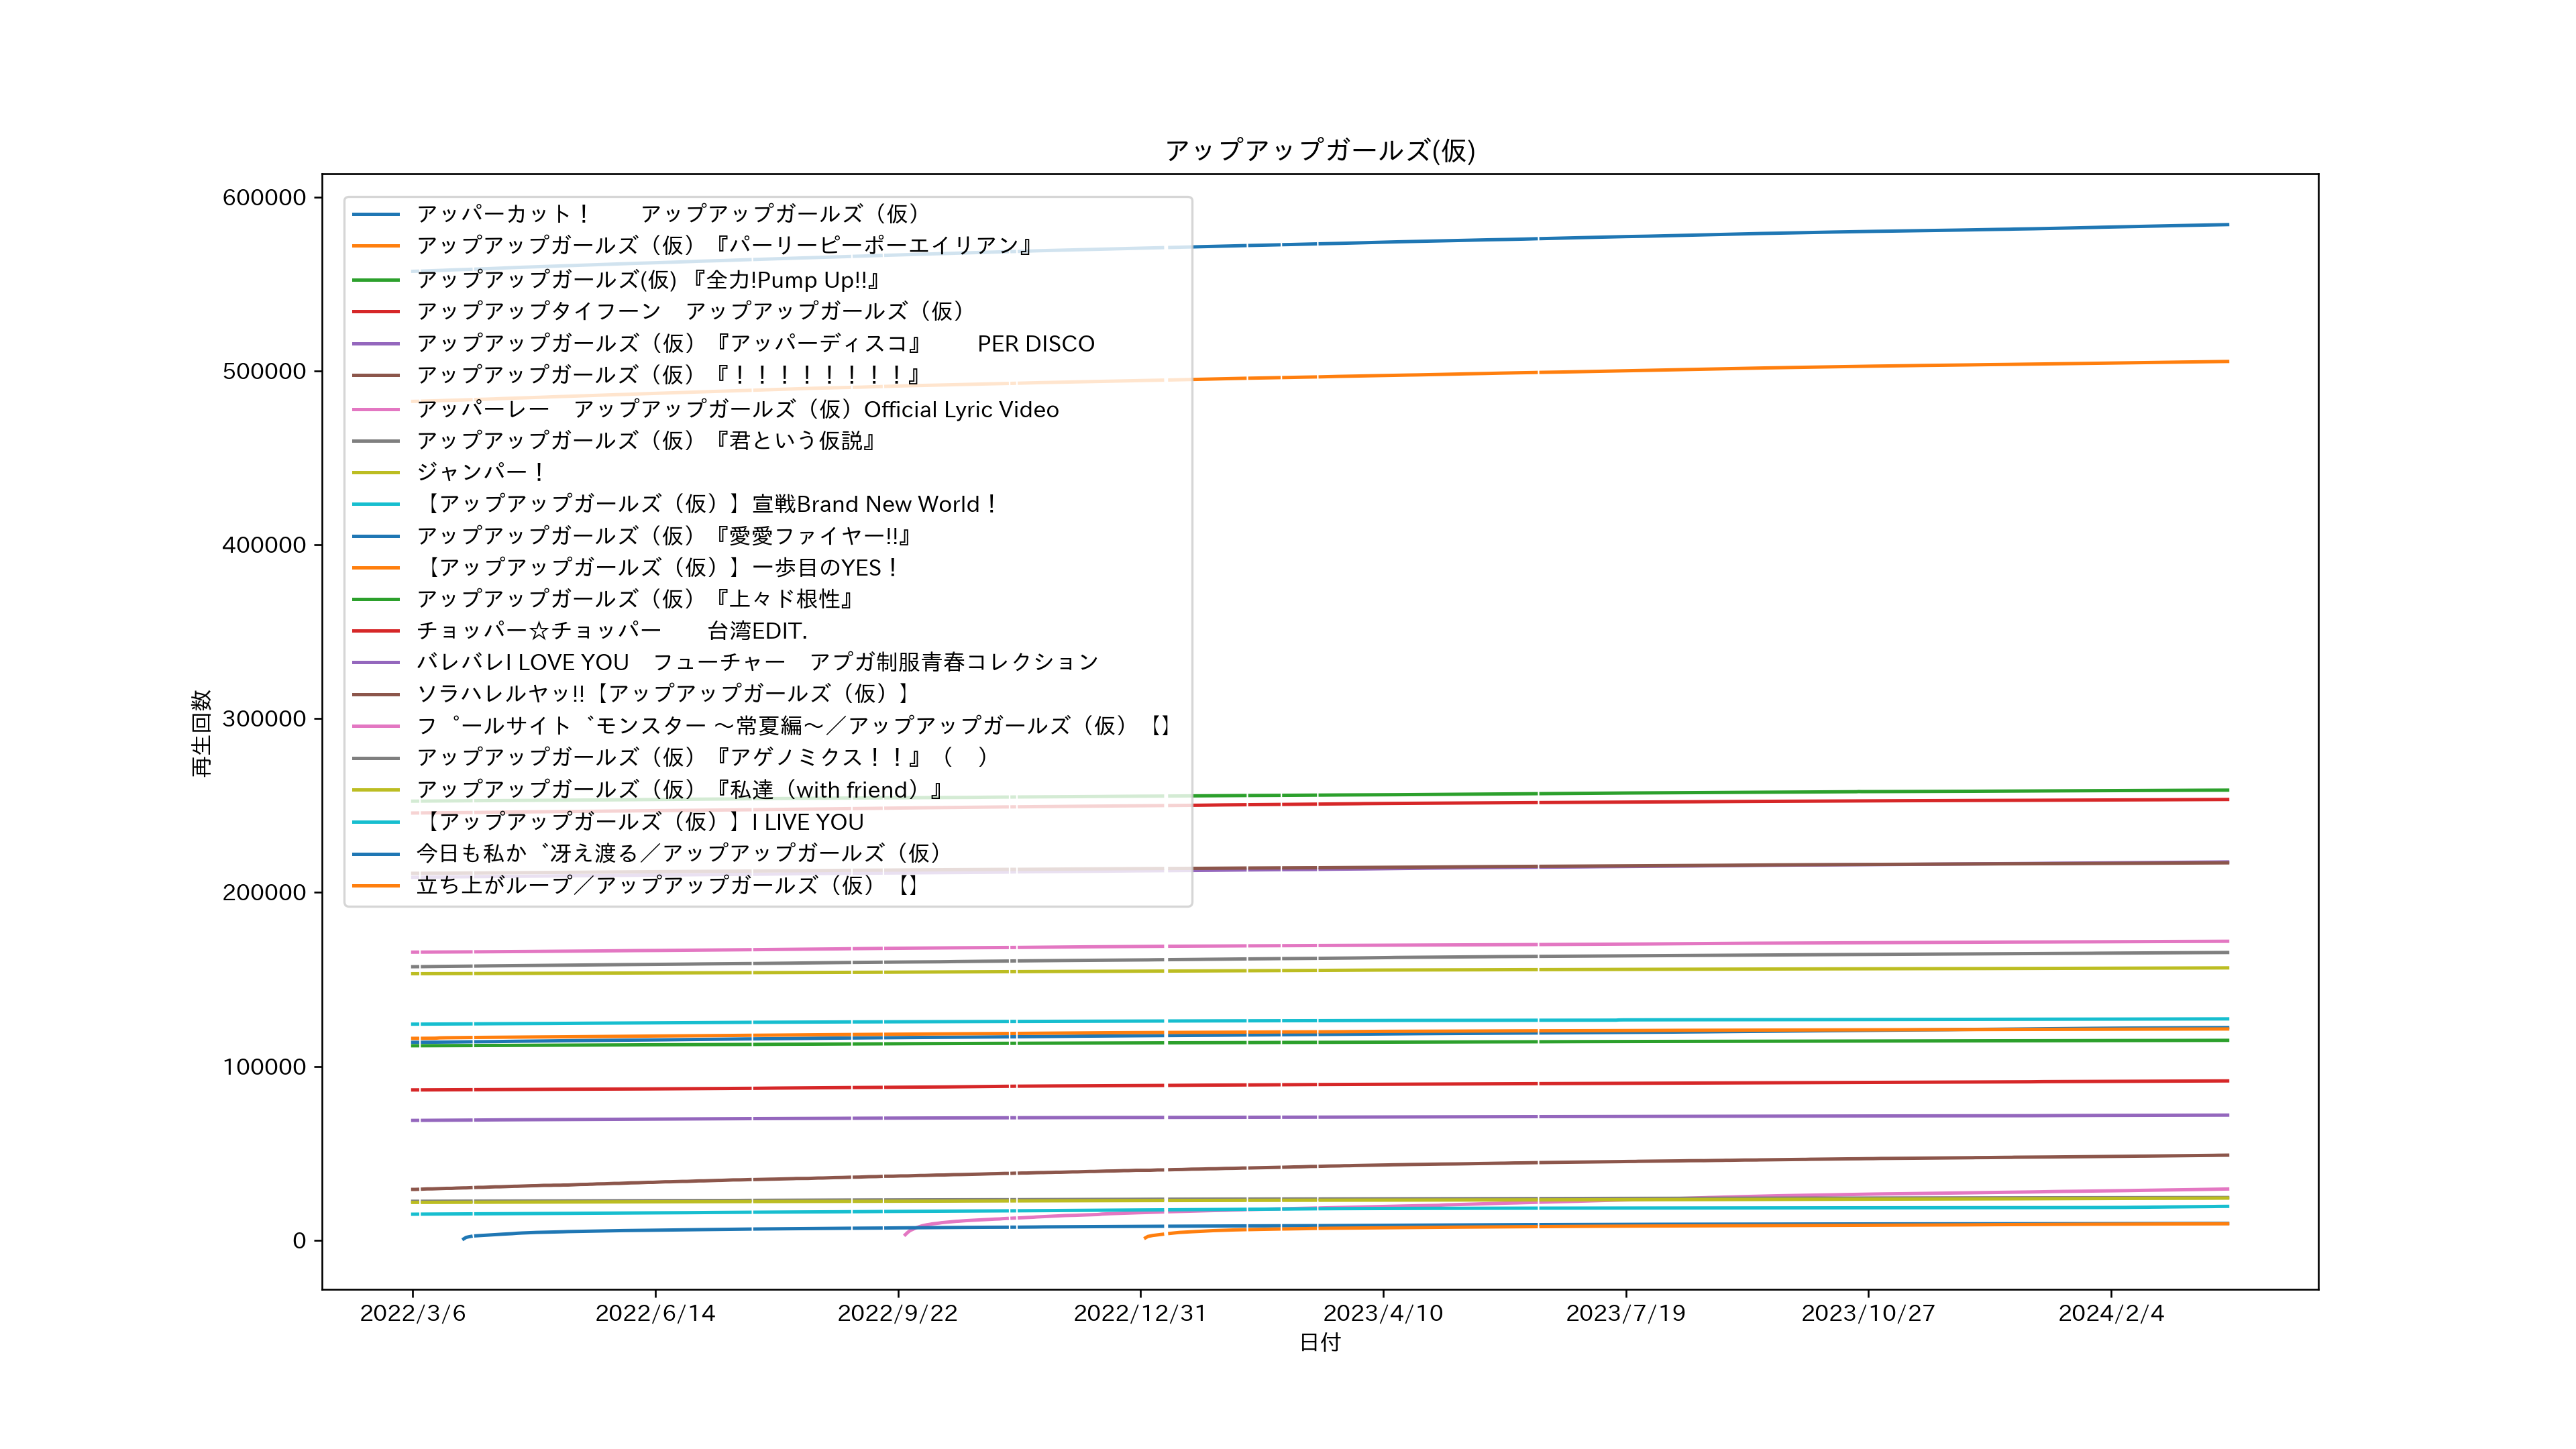 アップアップガールズ(仮)
600000
500000
400000
300000
200000
100000
0
再生回数
アッパーカット！　　アップアップガールズ（仮）
アップアップガールズ（仮）『パーリーピーポーエイリアン』
アップアップガールズ(仮) 『全力!Pump Up!!』
アップアップタイフーン　アップアップガールズ（仮）
アップアップガールズ（仮）『アッパーディスコ』　　PER DISCO
アップアップガールズ（仮）『！！！！！！！！』
アッパーレー　アップアップガールズ（仮）Official Lyric Video
アップアップガールズ（仮）『君という仮説』
ジャンパー！
【アップアップガールズ（仮）】宣戦Brand New World！
アップアップガールズ（仮）『愛愛ファイヤー!!』
【アップアップガールズ（仮）】一歩目のYES！
アップアップガールズ（仮）『上々ド根性』
チョッパー☆チョッパー　　台湾EDIT.
バレバレI LOVE YOU　フューチャー　アプガ制服青春コレクション
ソラハレルヤッ!!【アップアップガールズ（仮）】
フ゜ールサイト゛モンスター 〜常夏編〜／アップアップガールズ（仮）【】
アップアップガールズ（仮）『アゲノミクス！！』（　）
アップアップガールズ（仮）『私達（with friend）』
【アップアップガールズ（仮）】I LIVE YOU
今日も私か゛冴え渡る／アップアップガールズ（仮）
立ち上がループ／アップアップガールズ（仮）【】
2022/3/6
2022/6/14
2022/9/22
2022/12/31
2023/4/10
2023/7/19
2023/10/27
2024/2/4
日付